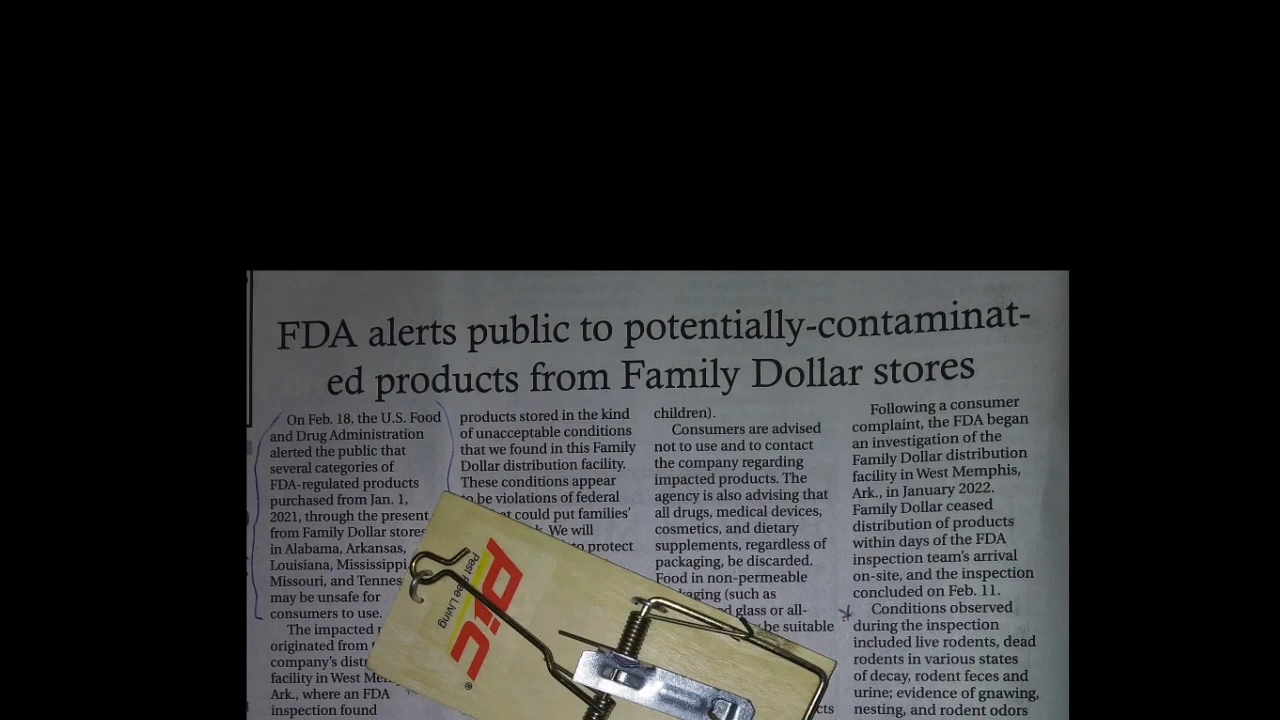 FDA alerts public to potentially-contaminat-
ed products from Family Dollar stores
On Feb. 18, the U.S. Food
and Drug Administration
alerted the public that
several categories of
FDA-regulated products
purchased from Jan. 1,
2021, through the present
from Family Dollar stores
in Alabama, Arkansas,
Louisiana, Mississippi,
Missouri, and
may be unsafe for
consumers to use.
The impacted
originated from
company's
facility in West
Ark., where an FDA
inspection found
products stored in the kind
of unacceptable conditions
that we found in this Family
Dollar distribution facility.
These conditions appear
to be violations of federal
could put families'
We will
to protect
children).
Consumers are advised
not to use and to contact
the company regarding
impacted products. The
agency is also advising that
all drugs, medical devices,
cosmetics, and dietary
supplements, regardless of
packaging, be discarded.
Food in non-permeable
(such as
glass or all-
be suitable
Following a consumer
complaint, the FDA began
an investigation of the
Family Dollar distribution
facility in West Memphis,
Ark., in January 2022.
Family Dollar ceased
distribution of products
within days of the FDA
inspection team's arrival
on-site, and the inspection
concluded on Feb. 11.
Conditions observed
during the inspection
included live rodents, dead
rodents in various states
of decay, rodent feces and
urine; evidence of gnawing,
nesting, and rodent odors
PIC®
Pest Free Living